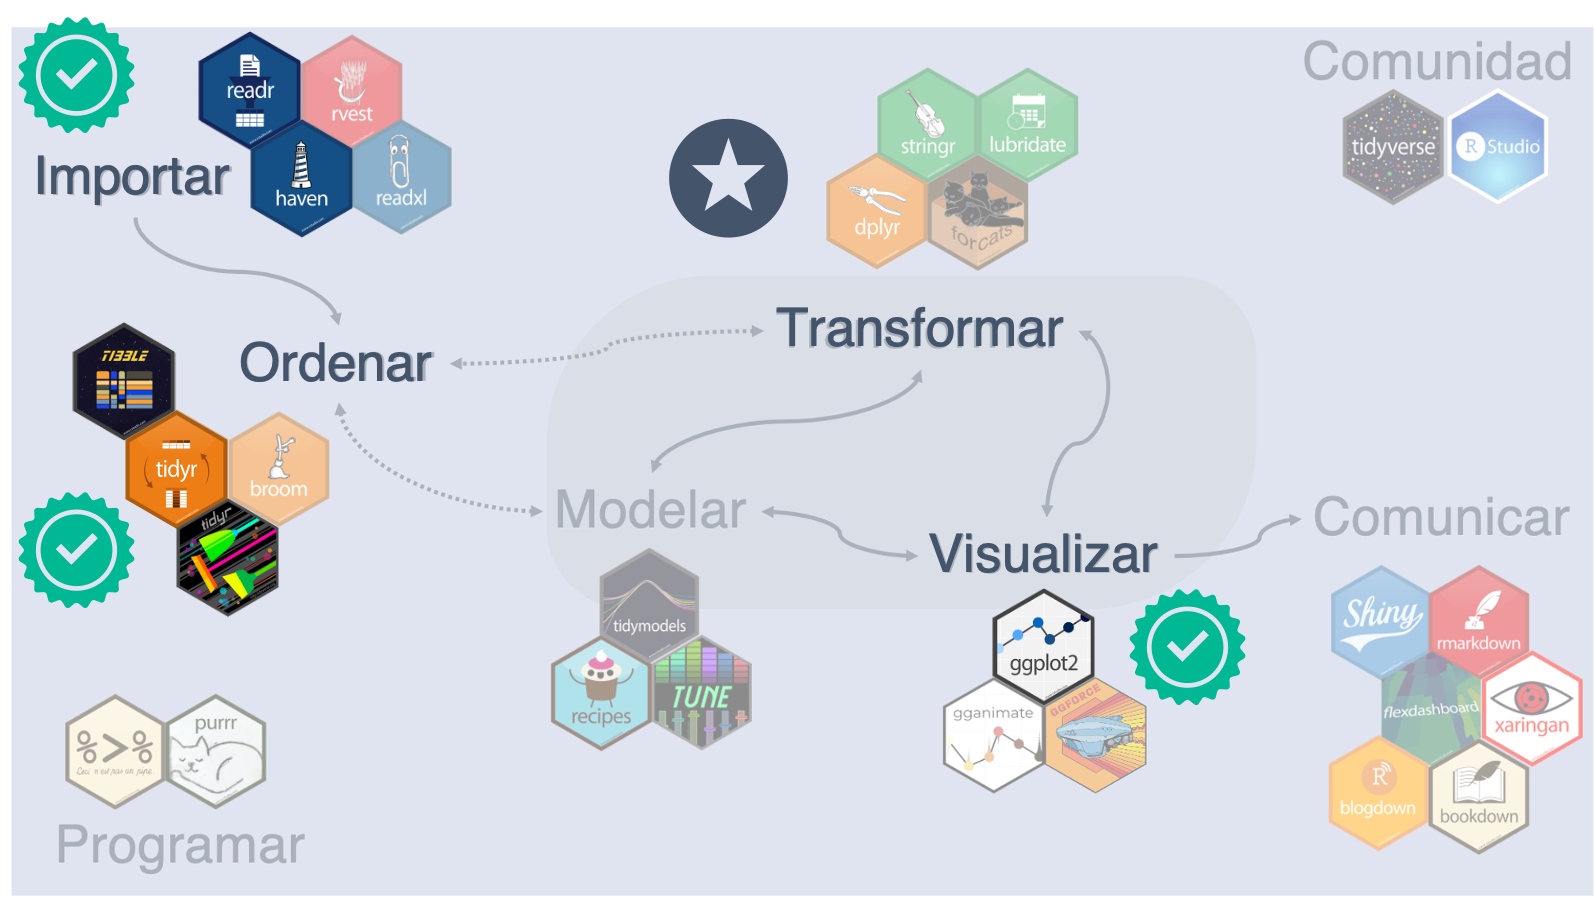 Importar
readr
rvest
haven
readxl
stringr
lubridate
dplyr
forcats
Comunidad
tidyverse
R Studio
TIBBLE
Ordenar
tidyr
broom
tidyr
Transformar
Modelar
tidymodels
recipes
TUNE
Visualizar
ggplot2
gganimate
GGFORGE
Comunicar
Shiny
rmarkdown
flexdashboard
xaringan
R
blogdown
bookdown
%>%
Ceci n'est pas un pipe.
purrr
Programar